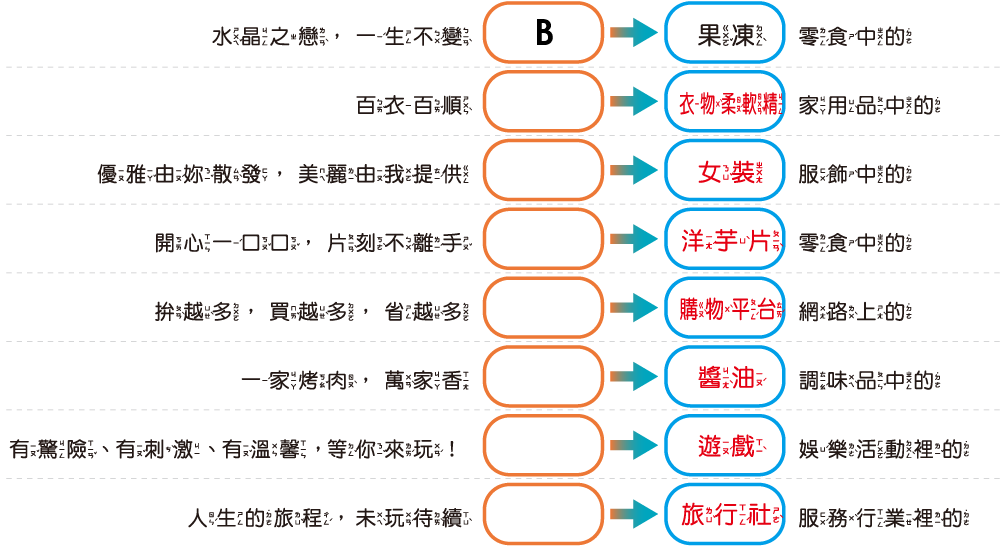 水晶之戀，一生不變 B 果凍 零食中的
百衣百順 衣物柔軟精 家用品中的
優雅由妳散發，美麗由我提供 女裝 服飾中的
開心一口口，片刻不離手 洋芋片 零食中的
拚越多，買越多，省越多 購物平台 網路上的
一家烤肉，萬家香 醬油 調味品中的
有驚險、有刺激、有溫馨，等你來玩！ 遊戲 娛樂活動裡的
人生的旅程，未玩待續 旅行社 服務行業裡的